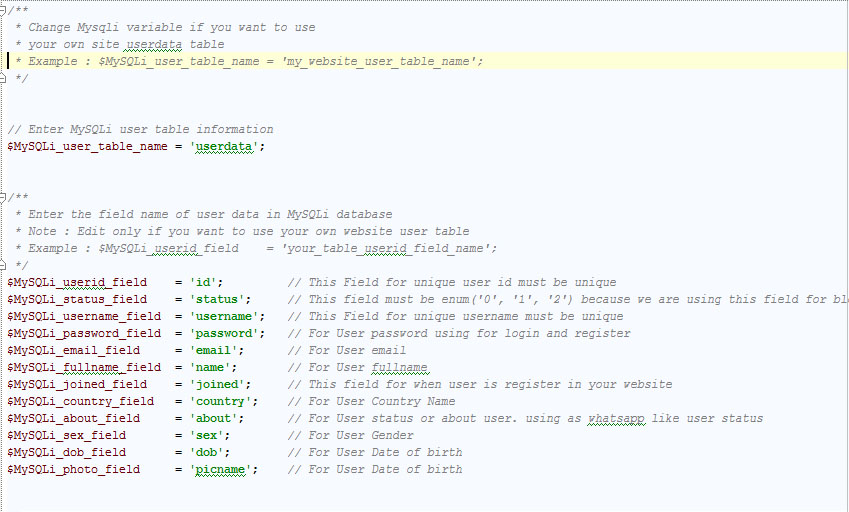 /**
* Change Mysqli variable if you want to use
* your own site userdata table
* Example : $MySQLi_user_table_name = 'my_website_user_table_name';
*/
// Enter MySQLi user table information
$MySQLi_user_table_name = 'userdata';
/**
* Enter the field name of user data in MySQLi database
* Note : Edit only if you want to use your own website user table
* Example : $MySQLi_userid_field    = 'your_table_userid_field_name';
*/
$MySQLi_userid_field    = 'id';         // This Field for unique user id must be unique
$MySQLi_status_field    = 'status';     // This field must be enum('0', '1', '2') because we are using this field for
$MySQLi_username_field  = 'username';   // This Field for unique username must be unique
$MySQLi_password_field  = 'password';   // For User password using for login and register
$MySQLi_email_field     = 'email';      // For User email
$MySQLi_fullname_field  = 'name';       // For User fullname
$MySQLi_joined_field    = 'joined';     // This field for when user is register in your website
$MySQLi_country_field   = 'country';    // For User Country Name
$MySQLi_about_field     = 'about';      // For User status or about user. using as whatsapp like user status
$MySQLi_sex_field       = 'sex';        // For User Gender
$MySQLi_dob_field       = 'dob';        // For User Date of birth
$MySQLi_photo_field     = 'picname';    // For User Date of birth